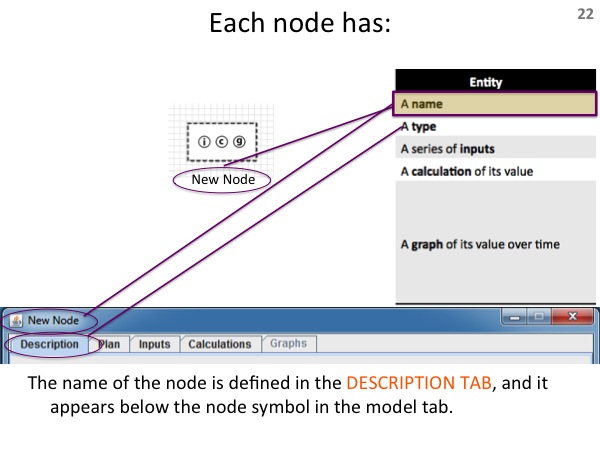 Each node has:
22
Entity
A name
A type
A series of inputs
A calculation of its value
A graph of its value over time
i c g
New Node
New Node
Description Plan Inputs Calculations Graphs
The name of the node is defined in the DESCRIPTION TAB, and it
appears below the node symbol in the model tab.